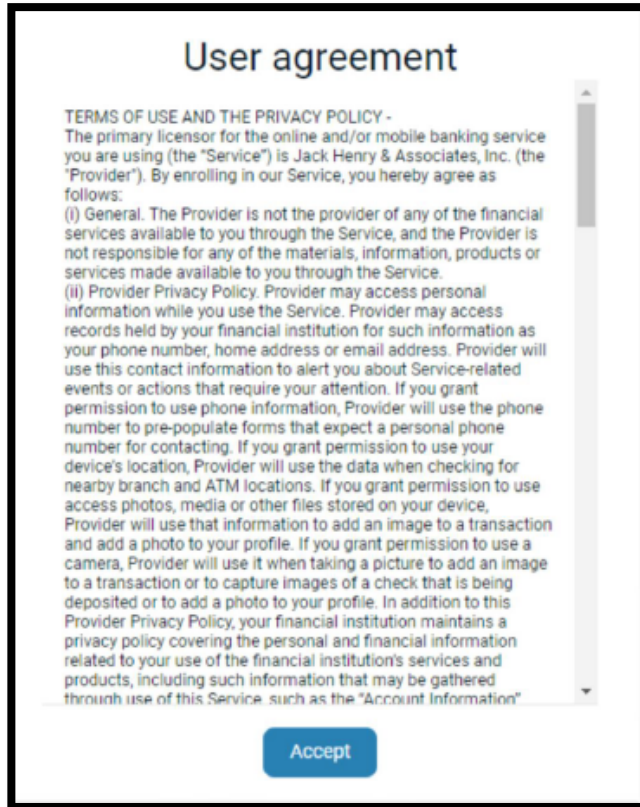 User agreement
TERMS OF USE AND THE PRIVACY POLICY -
The primary licensor for the online and/or mobile banking service
you are using (the "Service") is Jack Henry & Associates, Inc. (the
"Provider"). By enrolling in our Service, you hereby agree as
follows:
(i) General. The Provider is not the provider of any of the financial
services available to you through the Service, and the Provider is
not responsible for any of the materials, information, products or
services made available to you through the Service.
(ii) Provider Privacy Policy. Provider may access personal
information while you use the Service. Provider may access
records held by your financial institution for such information as
your phone number, home address or email address. Provider will
use this contact information to alert you about Service-related
events or actions that require your attention. If you grant
permission to use phone information, Provider will use the phone
number to pre-populate forms that expect a personal phone
number for contacting. If you grant permission to use your
device's location, Provider will use the data when checking for
nearby branch and ATM locations. If you grant permission to use
access photos, media or other files stored on your device,
Provider will use that information to add an image to a transaction
and add a photo to your profile. If you grant permission to use a
camera, Provider will use it when taking a picture to add an image
to a transaction or to capture images of a check that is being
deposited or to add a photo to your profile. In addition to this
Provider Privacy Policy, your financial institution maintains a
privacy policy covering the personal and financial information
related to your use of the financial institution's services and
products, including such information that may be gathered
through use of this Service, such as the "Account Information"
Accept